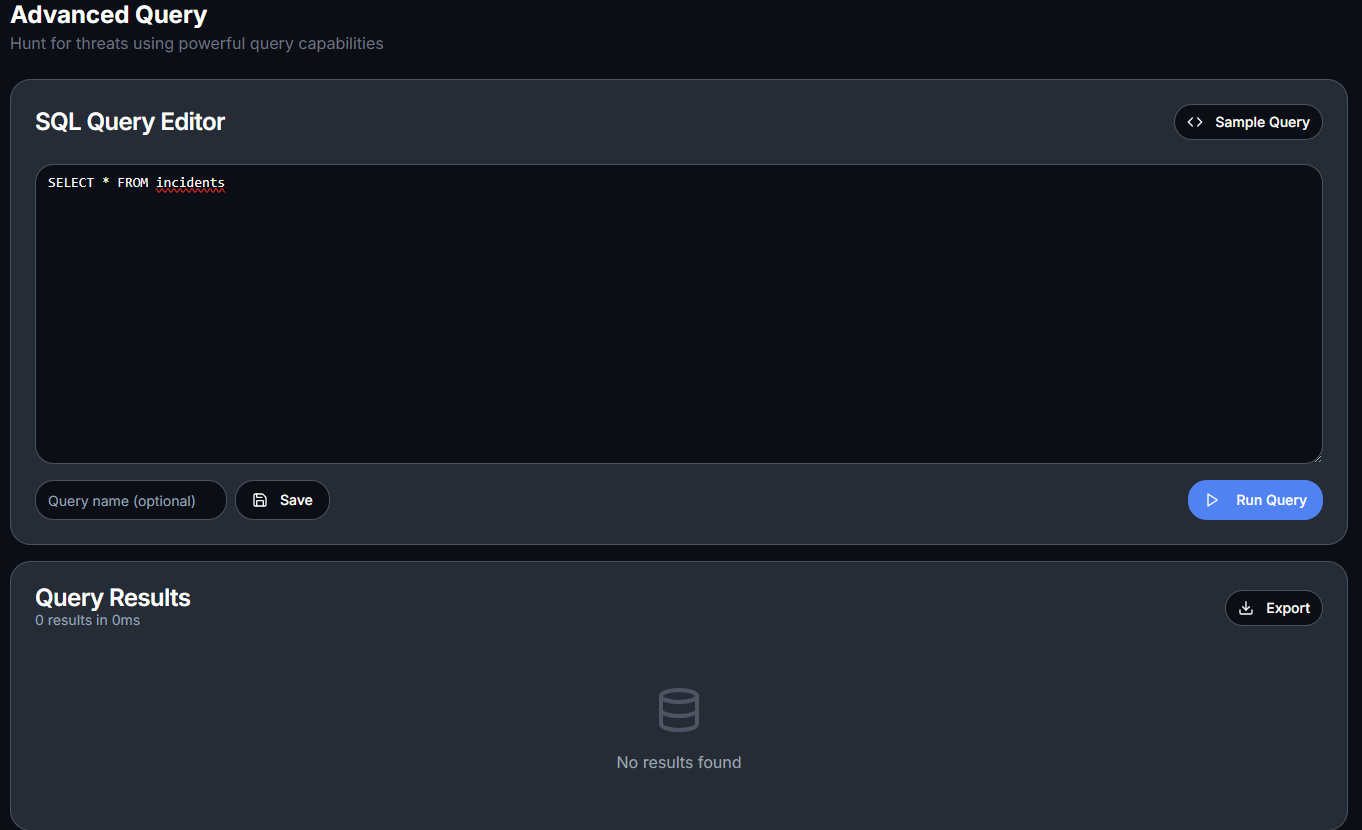 Advanced Query
Hunt for threats using powerful query capabilities
SQL Query Editor
Sample Query
SELECT * FROM incidents
Query name (optional)
Save
Run Query
Query Results
0 results in 0ms
Export
No results found